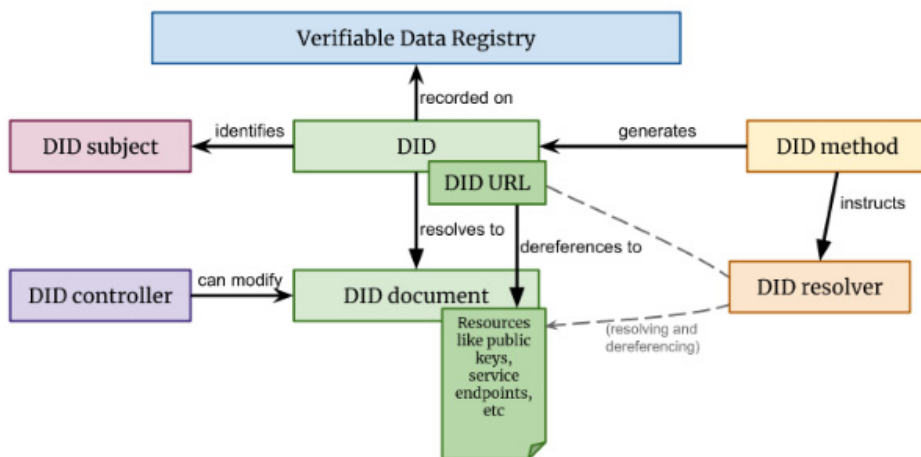 Verifiable Data Registry
recorded on
DID subject
identifies
DID
generates
DID method
DID URL
instructs
resolves to
dereferences to
DID controller
can modify
DID document
DID resolver
(resolving and
dereferencing)
Resources
like public
keys,
service
endpoints,
etc